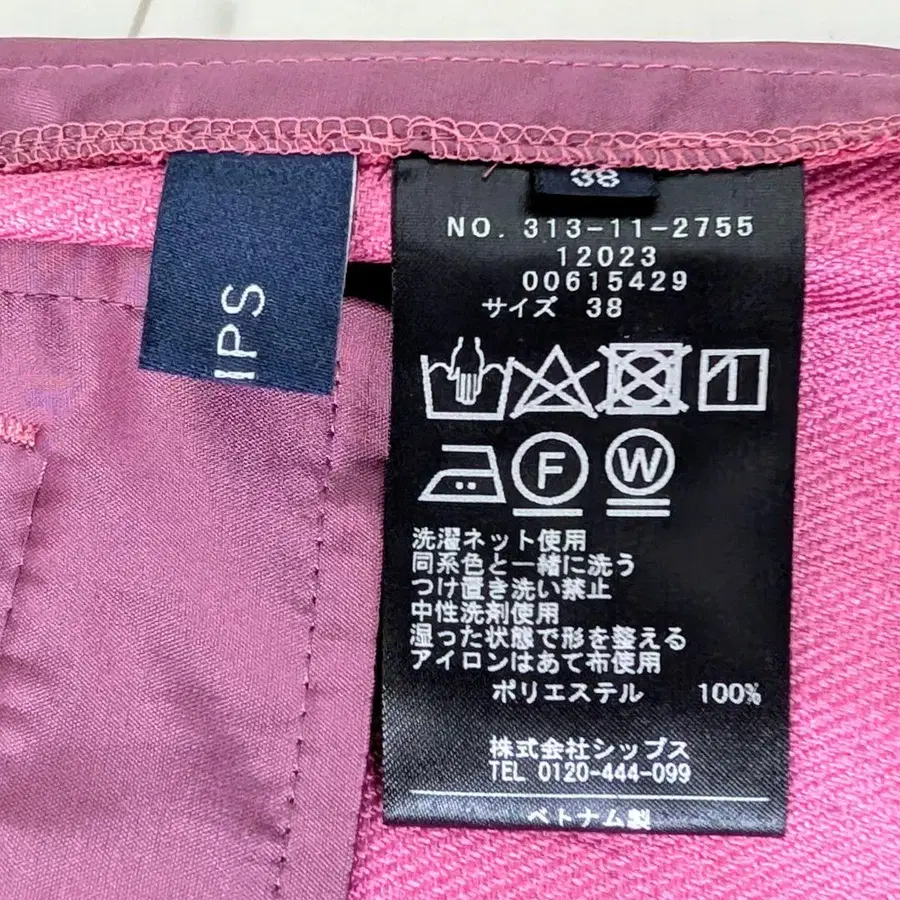 IPS
38
NO. 313-11-2755
12023
00615429
サイズ 38
F W
洗濯ネット使用
同系色と一緒に洗う
つけ置き洗い禁止
中性洗剤使用
湿った状態で形を整える
アイロンはあて布使用
ポリエステル 100%
株式会社シップス
TEL 0120-444-099
ベトナム製